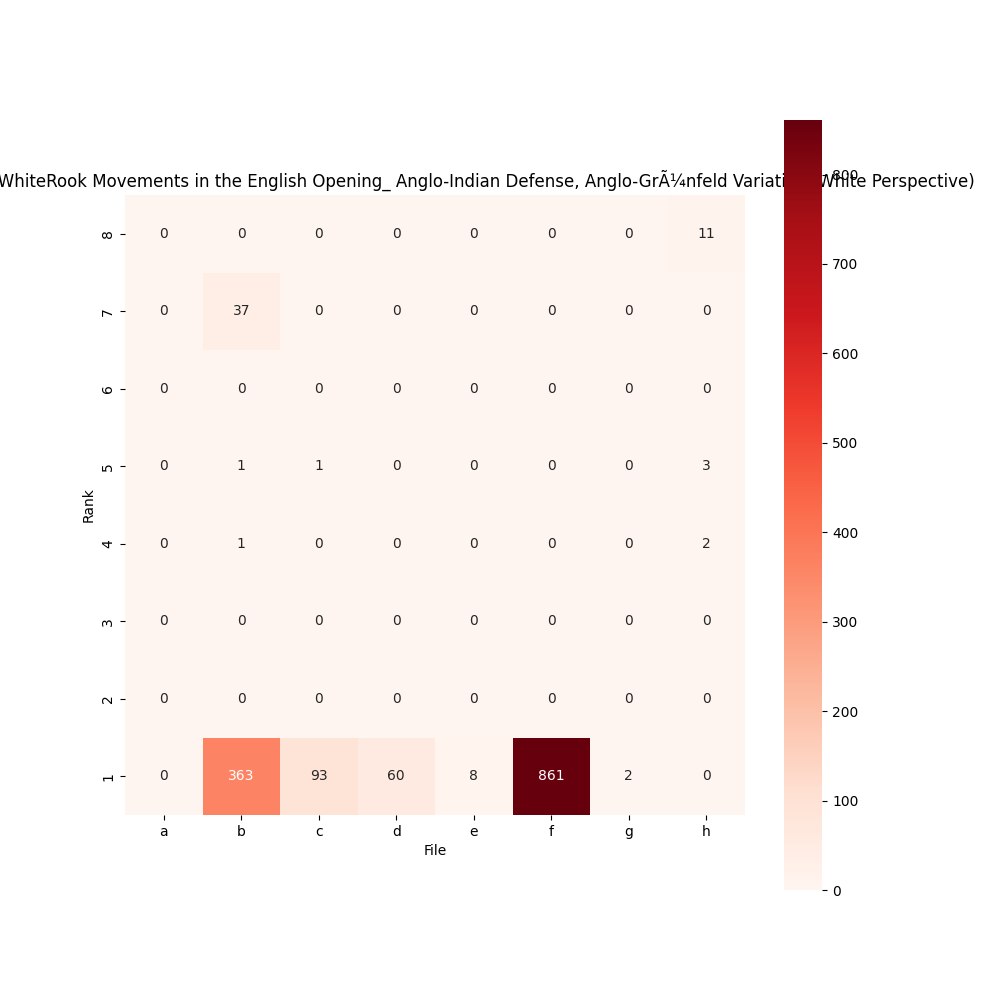 WhiteRook Movements in the English Opening_ Anglo-Indian Defense, Anglo-GrÃ¼nfeld Variati White Perspective)
800
8 0 0 0 0 0 0 0 11
700
7 0 37 0 0 0 0 0 0
600
6 0 0 0 0 0 0 0 0
500
5 0 1 1 0 0 0 0 3
Rank
400
4 0 1 0 0 0 0 0 2
300
3 0 0 0 0 0 0 0 0
200
2 0 0 0 0 0 0 0 0
1 0 363 93 60 8 861 2 0
100
a b c d e f g h
File
0